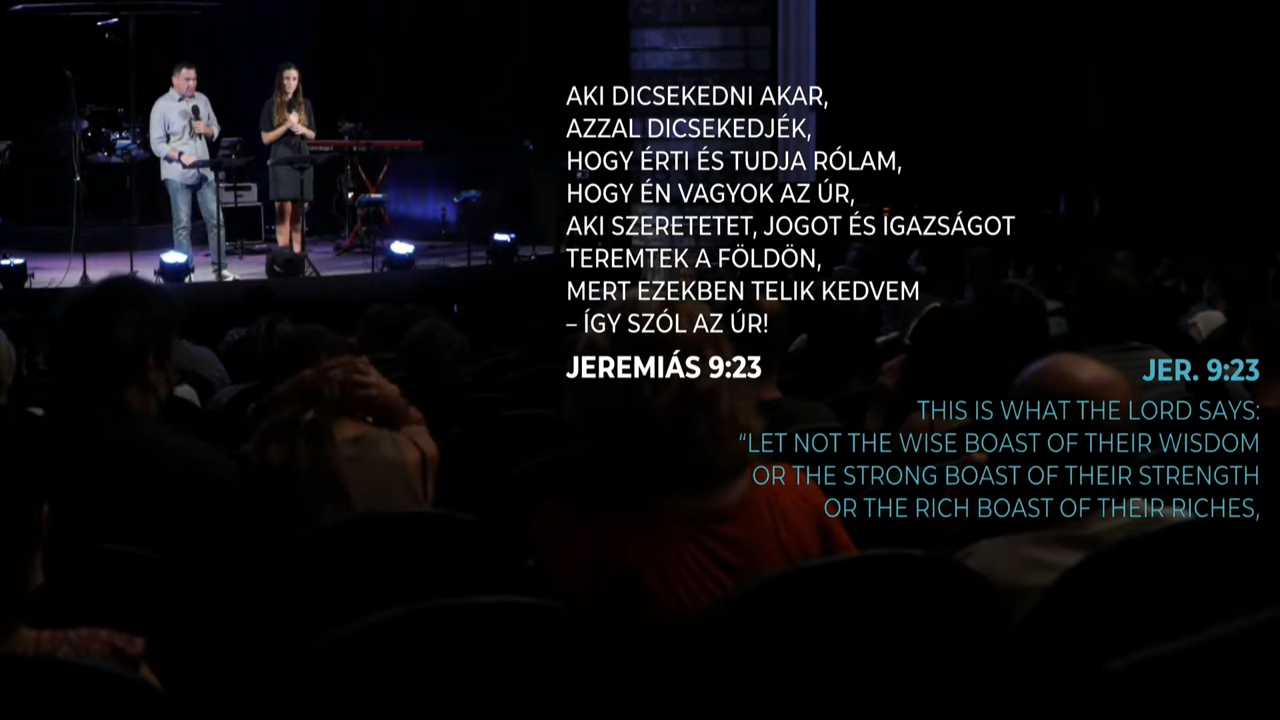 AKI DICSEKEDNI AKAR,
AZZAL DICSEKEDJÉK,
HOGY ÉRTI ÉS TUDJA RÓLAM,
HOGY ÉN VAGYOK AZ ÚR,
AKI SZERETETET, JOGOT ÉS IGAZSÁGOT
TEREMTEK A FÖLDÖN,
MERT EZEKBEN TELIK KEDVEM
– ÍGY SZÓL AZ ÚR!
JEREMIÁS 9:23
JER. 9:23
THIS IS WHAT THE LORD SAYS:
“LET NOT THE WISE BOAST OF THEIR WISDOM
OR THE STRONG BOAST OF THEIR STRENGTH
OR THE RICH BOAST OF THEIR RICHES,